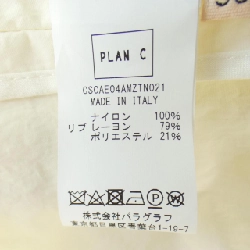 PLAN C
CSCAE04AMZTN021
MADE IN ITALY
ナイロン 100%
リブ レーヨン 79%
ポリエステル 21%
株式会社パラグラフ